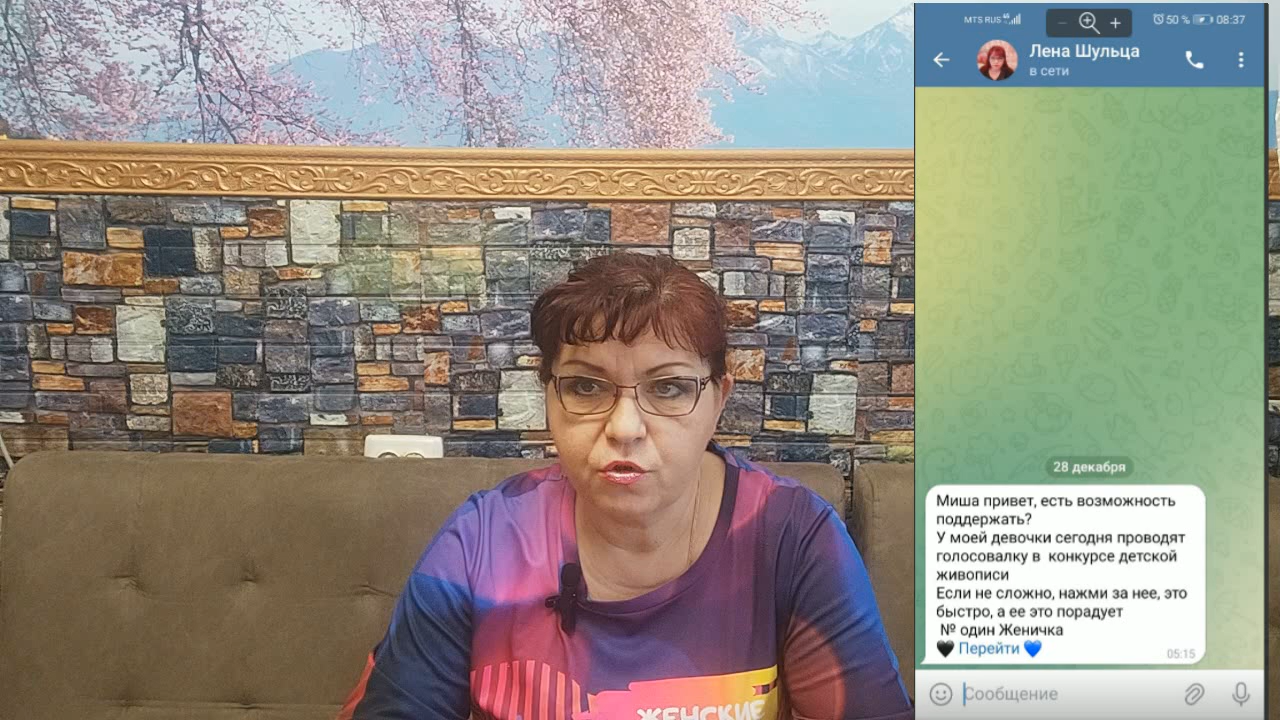 MTS RUS
50 %
08:37
Лена Шульца
в сети
28 декабря
Миша привет, есть возможность
поддержать?
У моей девочки сегодня проводят
голосовалку в конкурсе детской
живописи
Если не сложно, нажми за нее, это
быстро, а ее это порадует
№ один Женичка
🖤 Перейти 💙
05:15
Сообщение
ЖЕНСКИЕ